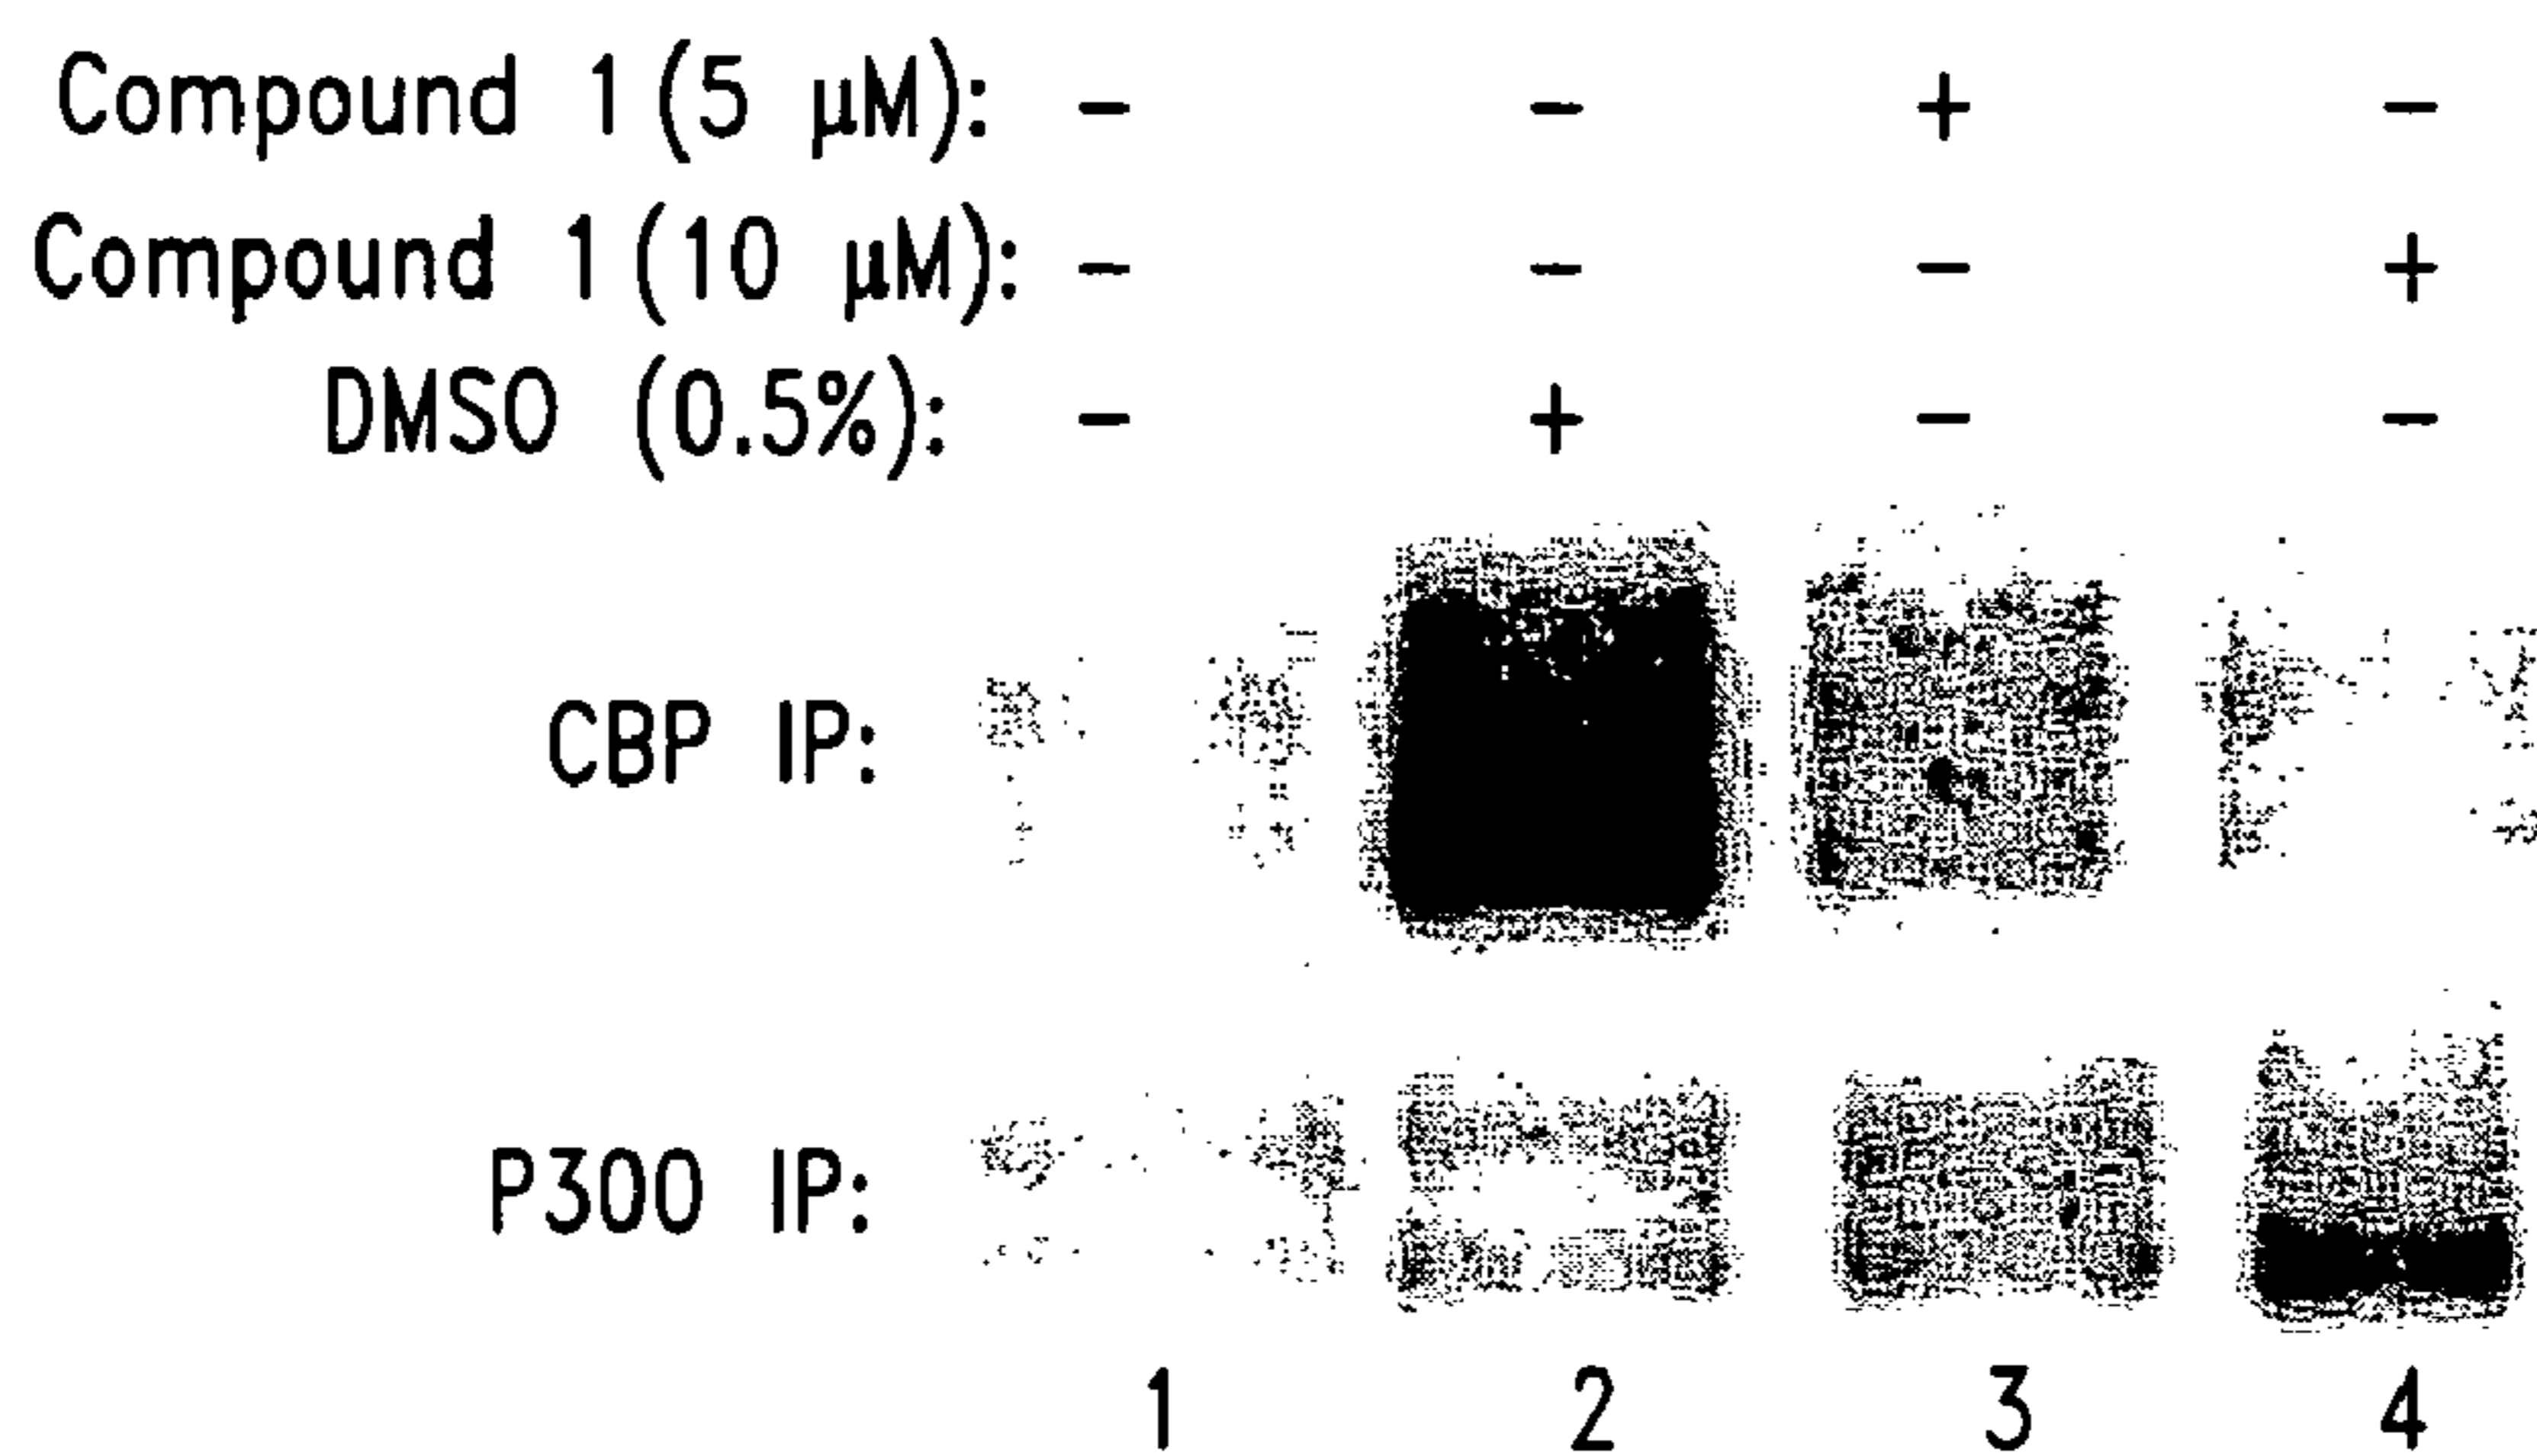 Compound 1 (5 µM): - - + -
Compound 1 (10 µM): - - - +
DMSO (0.5%): - + - -
CBP IP:
P300 IP:
1 2 3 4